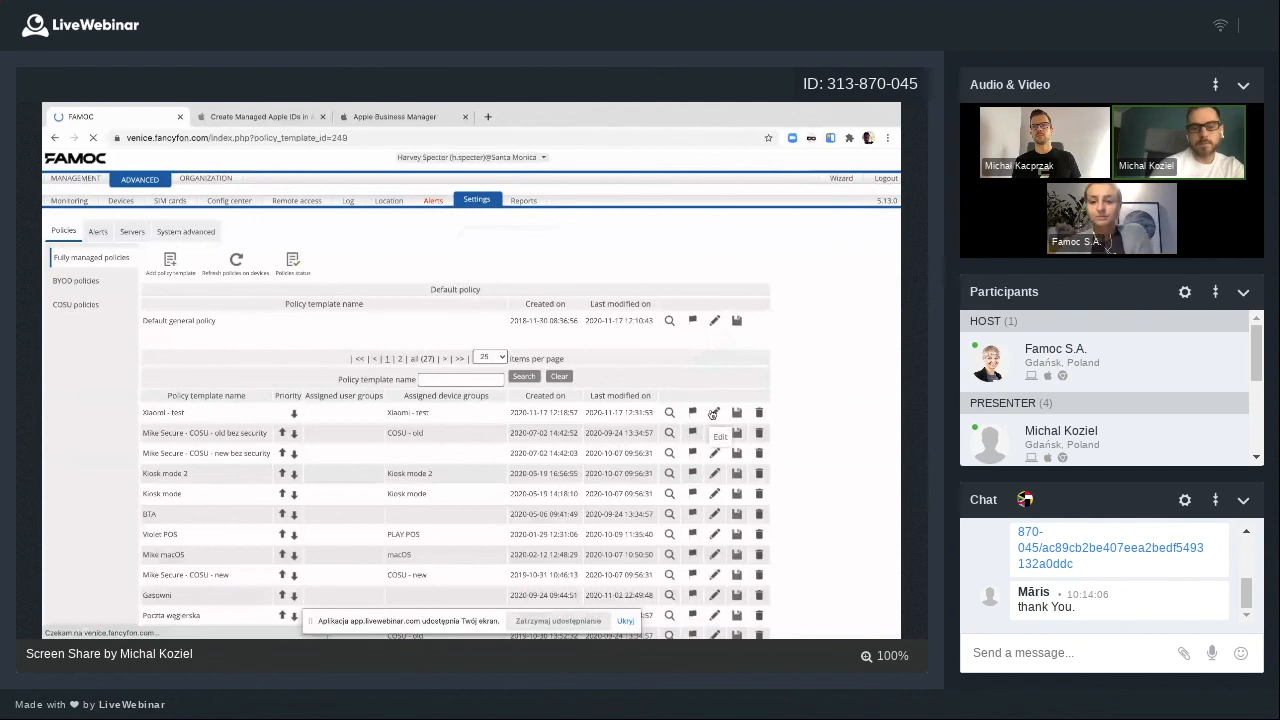 LiveWebinar
ID: 313-870-045
FAMOC
Create Managed Apple IDs in A
Apple Business Manager
venice.fancyfon.com/index.php?policy_template_id=249
FAMOC
Harvey Specter (h.specter)@Santa Monica
MANAGEMENT ADVANCED ORGANIZATION Wizard Logout
Monitoring Devices SIM cards Config center Remote access Log Location Alerts Settings Reports 5.13.0
Policies Alerts Servers System advanced
Fully managed policies
BYOD policies
COSU policies
Add policy template Refresh policies on devices Policies status
Default policy
Policy template name Created on Last modified on
Default general policy 2018-11-30 08:36:56 2020-11-17 12:10:43
| << | < | 1 | 2 | all (27) | > | >> | 25 items per page
Policy template name Search Clear
Policy template name Priority Assigned user groups Assigned device groups Created on Last modified on
Xiaomi - test Xiaomi - test 2020-11-17 12:18:57 2020-11-17 12:31:53
Mike Secure - COSU - old bez security COSU - old 2020-07-02 14:42:52 2020-09-24 13:34:57
Edit
Mike Secure - COSU - new bez security 2020-07-02 14:42:03 2020-10-07 09:56:31
Kiosk mode 2 Kiosk mode 2 2020-05-19 16:56:55 2020-10-07 09:56:31
Kiosk mode Kiosk mode 2020-05-19 14:18:10 2020-10-07 09:56:31
BTA 2020-05-06 09:41:49 2020-09-24 13:34:57
Violet POS PLAY POS 2020-01-29 12:31:06 2020-10-09 11:35:40
Mike macOS macOS 2020-02-12 12:48:29 2020-10-07 10:50:50
Mike Secure - COSU - new COSU - new 2019-10-31 10:46:13 2020-10-07 09:56:31
Gasowni 2020-09-24 09:44:51 2020-11-02 22:49:48
Poczta węgierska :57
Aplikacja app.livewebinar.com udostępnia Twój ekran. Zatrzymaj udostępnianie Ukryj
Czekam na venice.fancyfon.com...
Screen Share by Michal Koziel 100%
Audio & Video
Michał Kacprzak
Michal Koziel
Famoc S.A.
Participants
HOST (1)
Famoc S.A.
Gdańsk, Poland
PRESENTER (4)
Michal Koziel
Gdańsk, Poland
Chat
870-
045/ac89cb2be407eea2bedf5493
132a0ddc
Māris • 10:14:06
thank You.
Send a message...
Made with ❤ by LiveWebinar